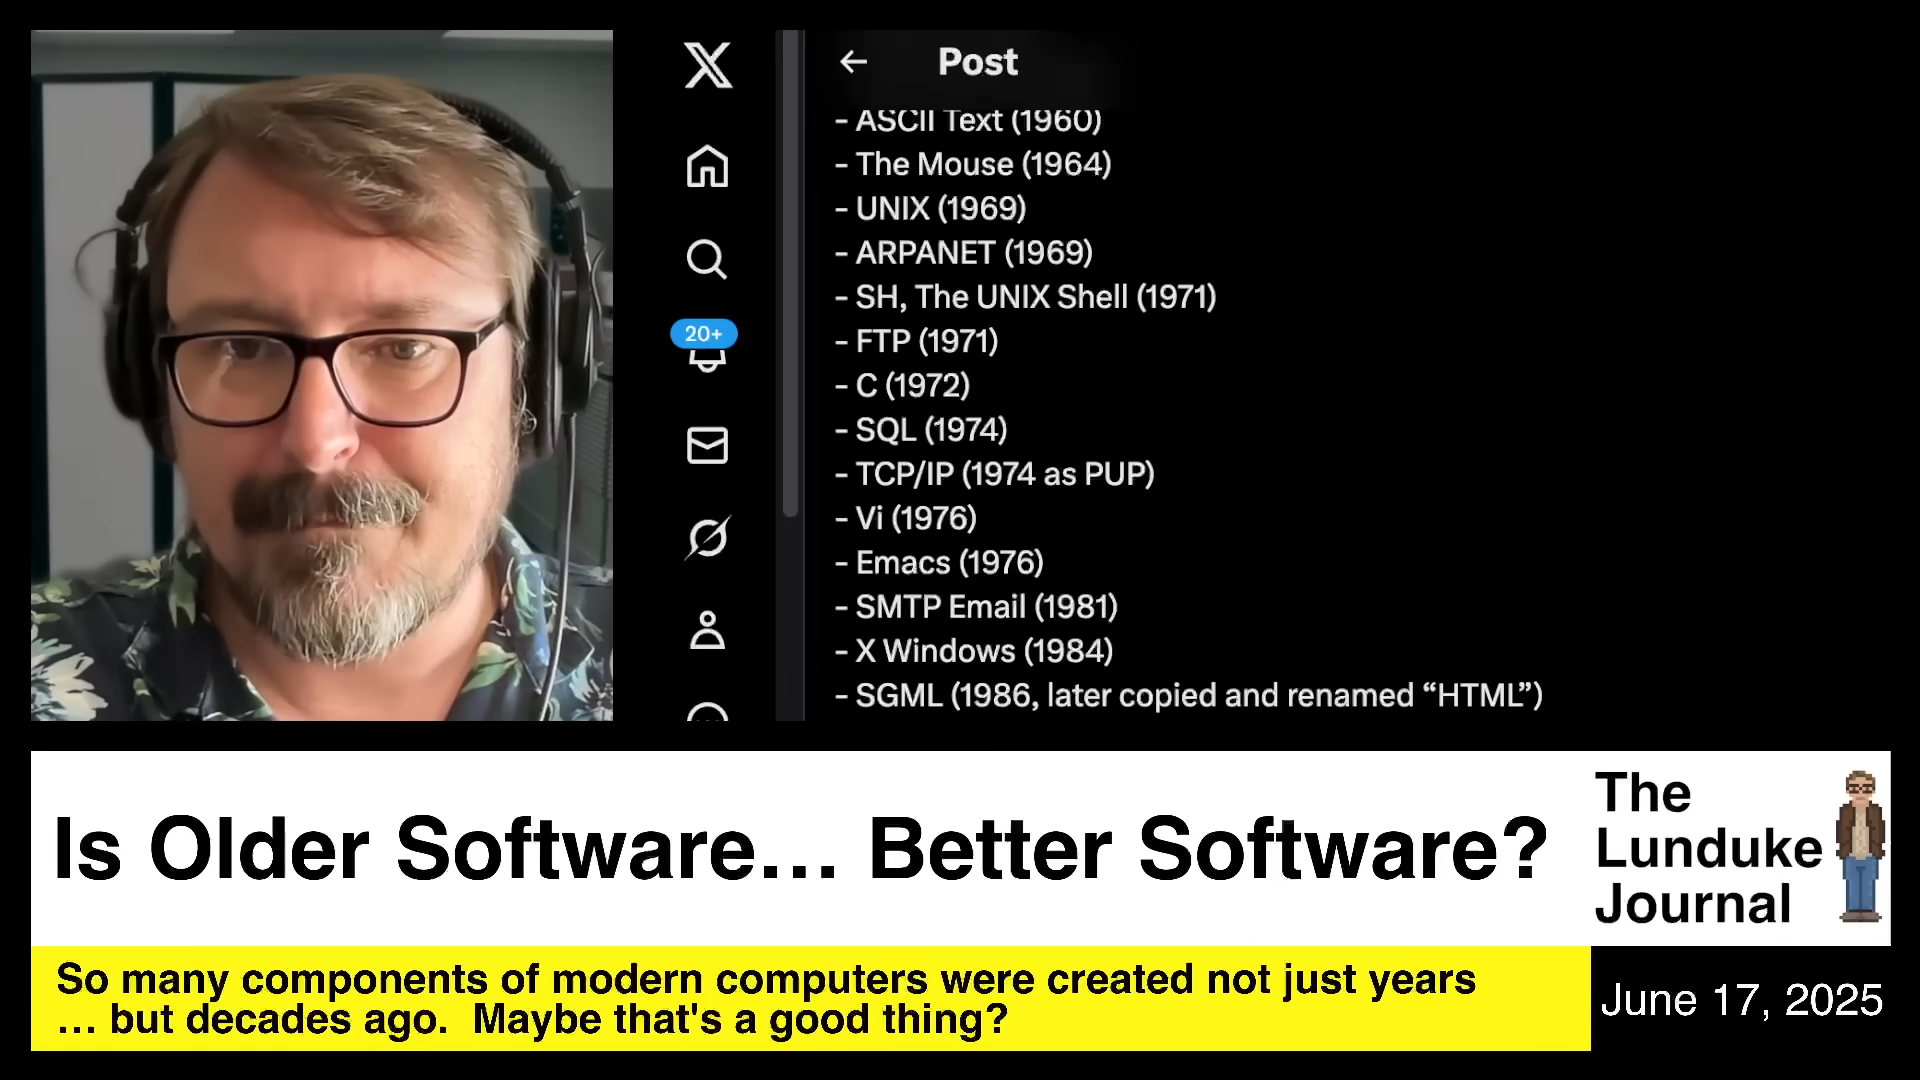 Post
- ASCII Text (1960)
- The Mouse (1964)
- UNIX (1969)
- ARPANET (1969)
- SH, The UNIX Shell (1971)
20+
- FTP (1971)
- C (1972)
- SQL (1974)
- TCP/IP (1974 as PUP)
- Vi (1976)
- Emacs (1976)
- SMTP Email (1981)
- X Windows (1984)
- SGML (1986, later copied and renamed “HTML”)
Is Older Software... Better Software?
The
Lunduke
Journal
So many components of modern computers were created not just years
... but decades ago.  Maybe that's a good thing?
June 17, 2025